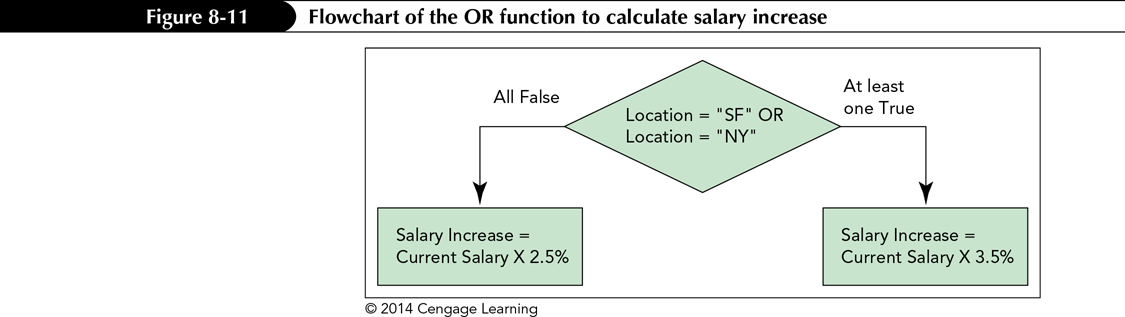 Figure 8-11
Flowchart of the OR function to calculate salary increase
All False
Location = "SF" OR
Location = "NY"
At least
one True
Salary Increase =
Current Salary X 2.5%
Salary Increase =
Current Salary X 3.5%
© 2014 Cengage Learning